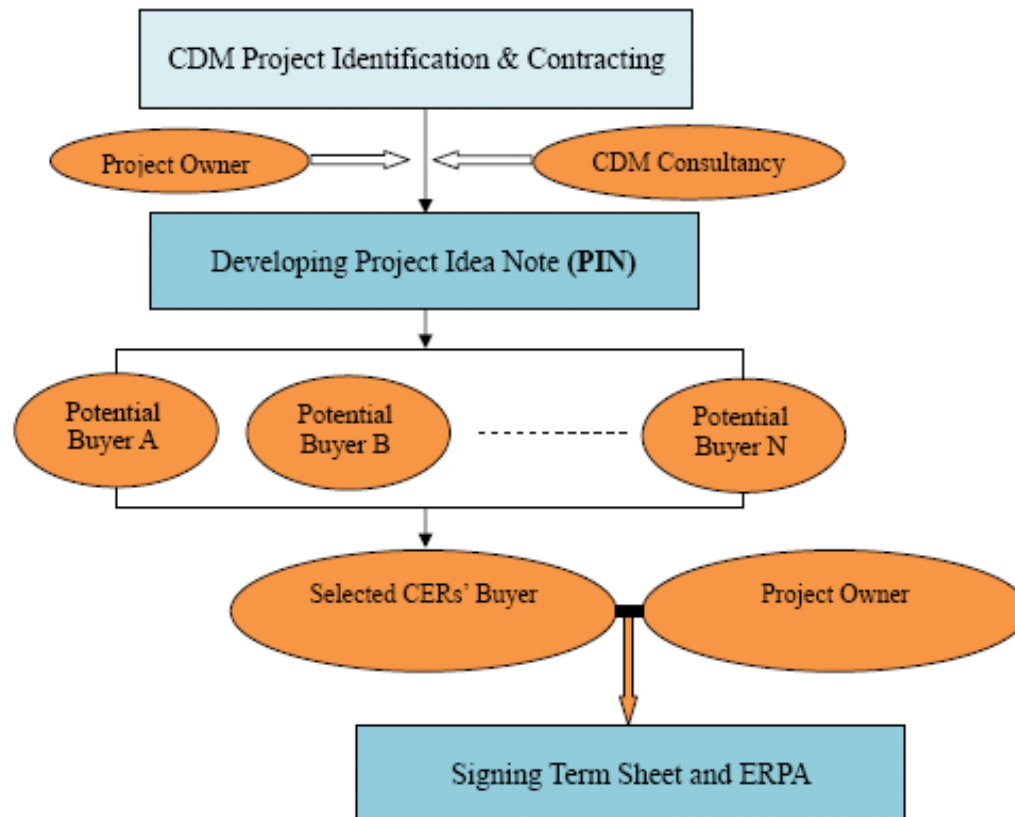 CDM Project Identification & Contracting
Project Owner
CDM Consultancy
Developing Project Idea Note (PIN)
Potential
Buyer A
Potential
Buyer B
Potential
Buyer N
Selected CERs’ Buyer
Project Owner
Signing Term Sheet and ERPA